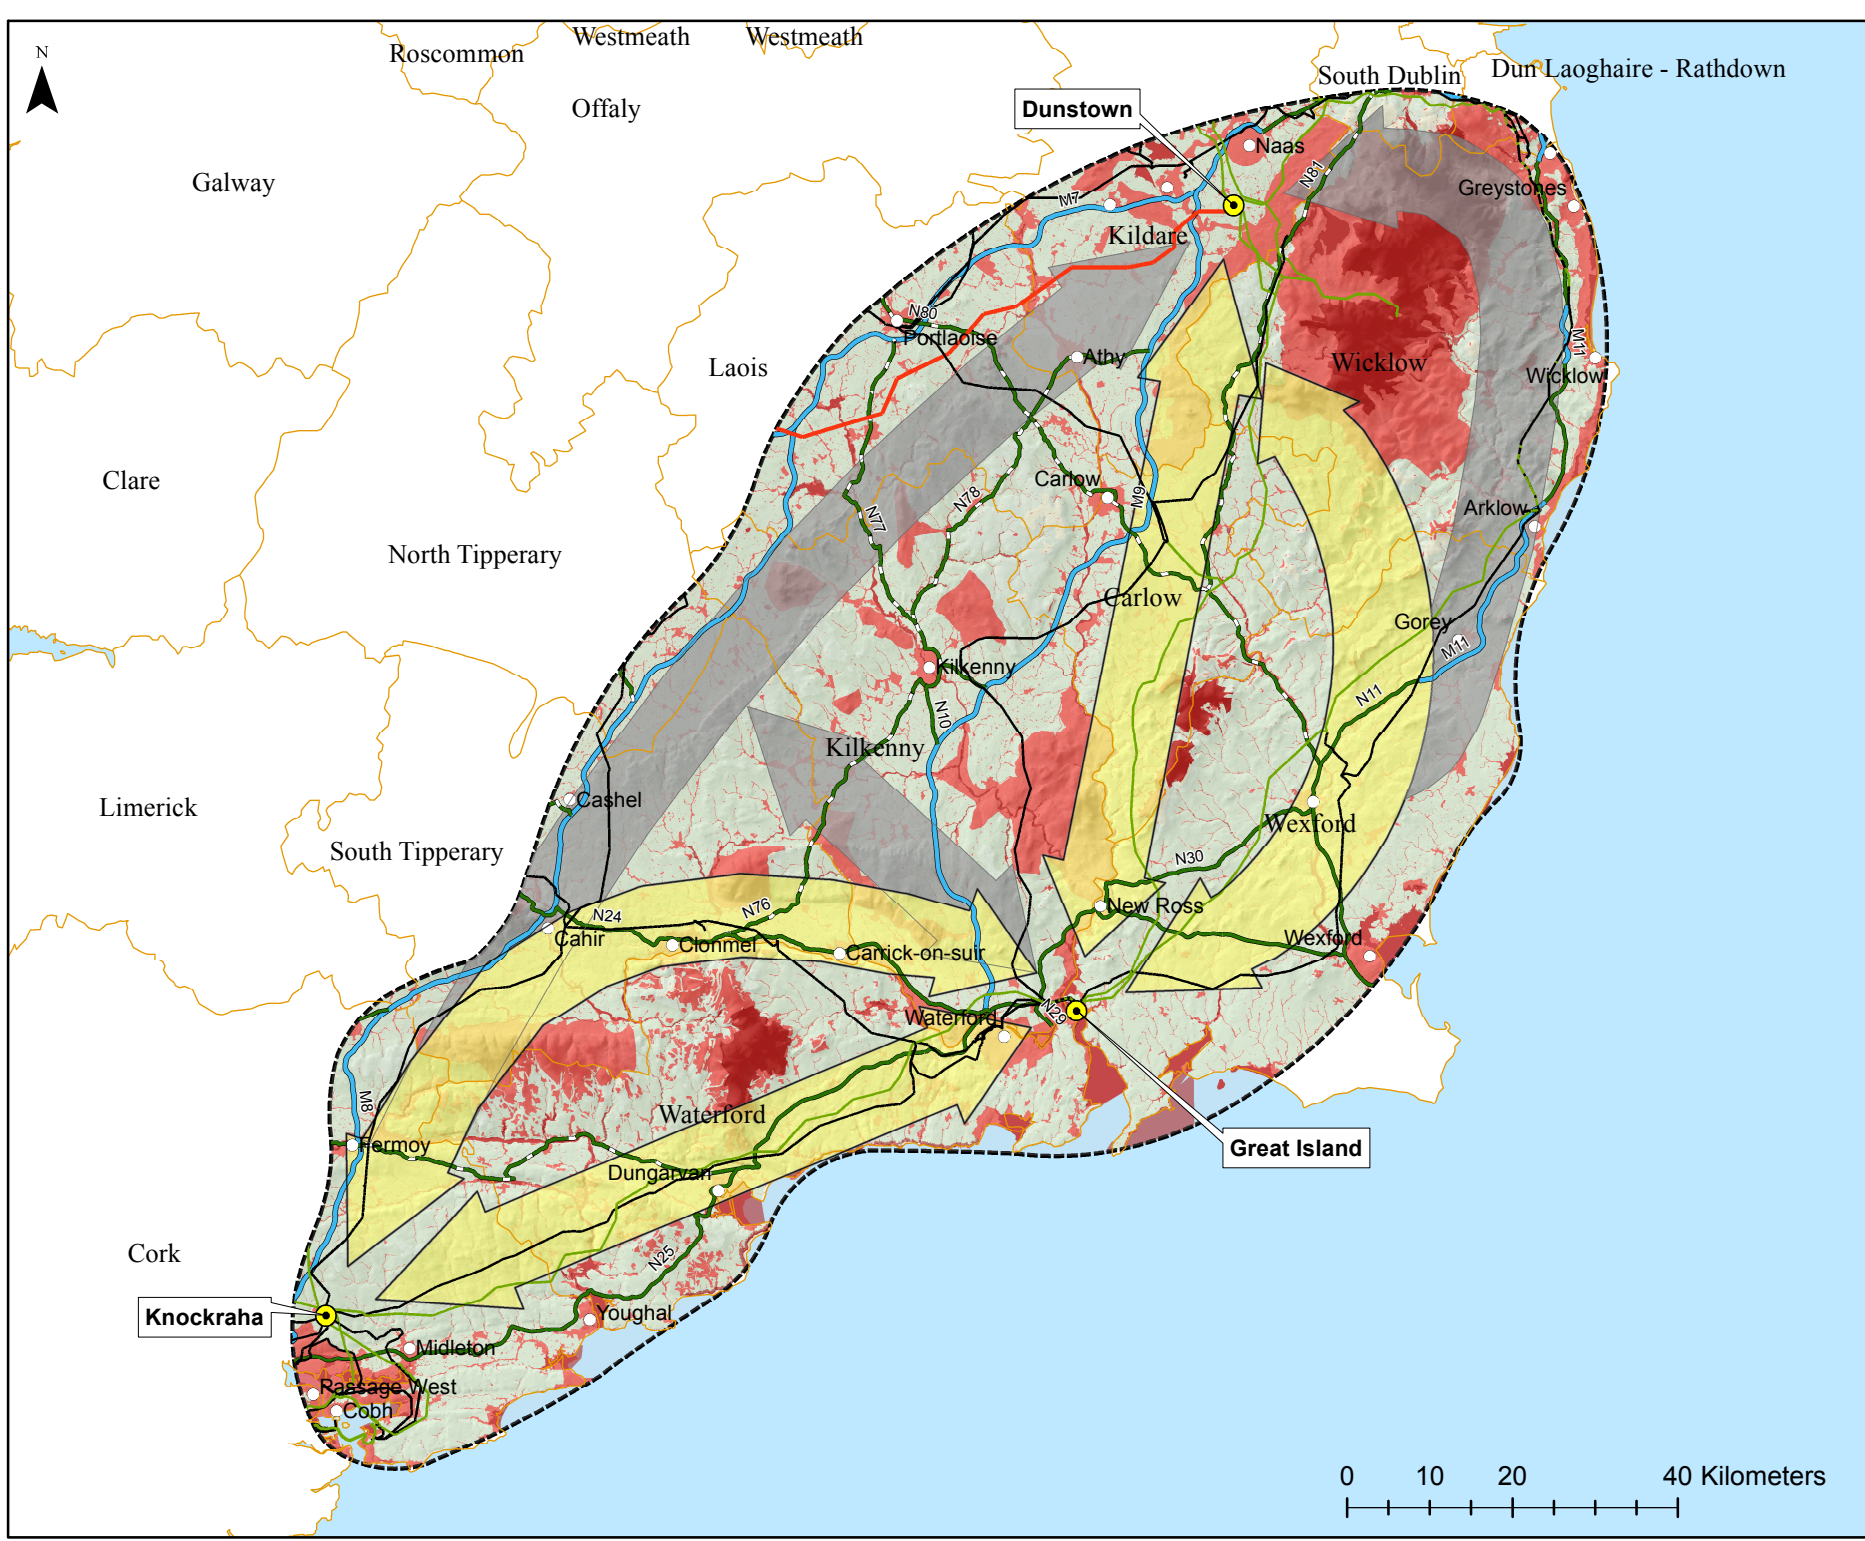 Westmeath
Westmeath
Roscommon
South Dublin
Dun Laoghaire - Rathdown
N
Offaly
Dunstown
Naas
N81
Galway
Greystones
M7
Kildare
N80
Portlaoise
Athy
M11
Laois
Wicklow
Wicklow
Clare
Carlow
M9
N78
N77
Arklow
North Tipperary
Carlow
Gorey
M11
Kilkenny
N11
N10
Kilkenny
Cashel
Limerick
Wexford
South Tipperary
N30
N76
New Ross
N24
Cahir
Clonmel
Carrick-on-suir
Wexford
Waterford
N29
M8
Waterford
Fermoy
Great Island
Dungarvan
Cork
N25
Knockraha
Youghal
Midleton
Passage West
Cobh
0 10 20 40 Kilometers